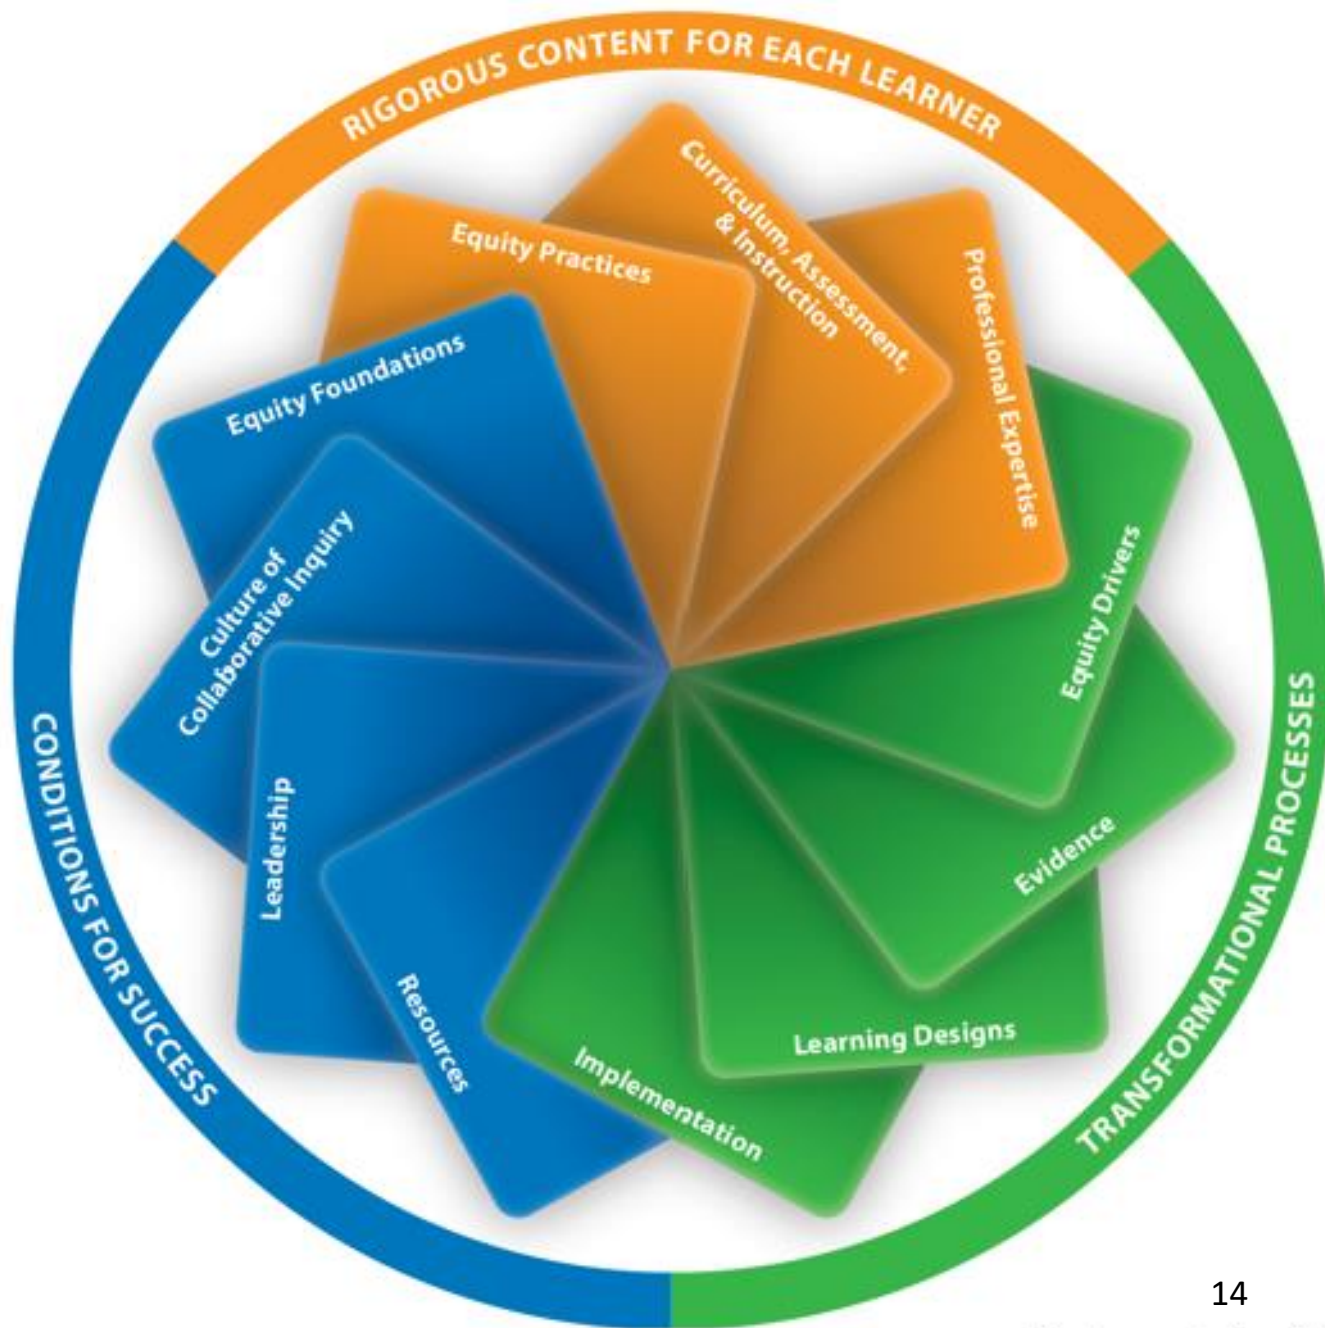 RIGOROUS CONTENT FOR EACH LEARNER
Equity Practices
Curriculum, Assessment,
& Instruction
Professional Expertise
Equity Foundations
Culture of
Collaborative Inquiry
Leadership
Resources
Equity Drivers
Evidence
Learning Designs
Implementation
CONDITIONS FOR SUCCESS
TRANSFORMATIONAL PROCESSES
14